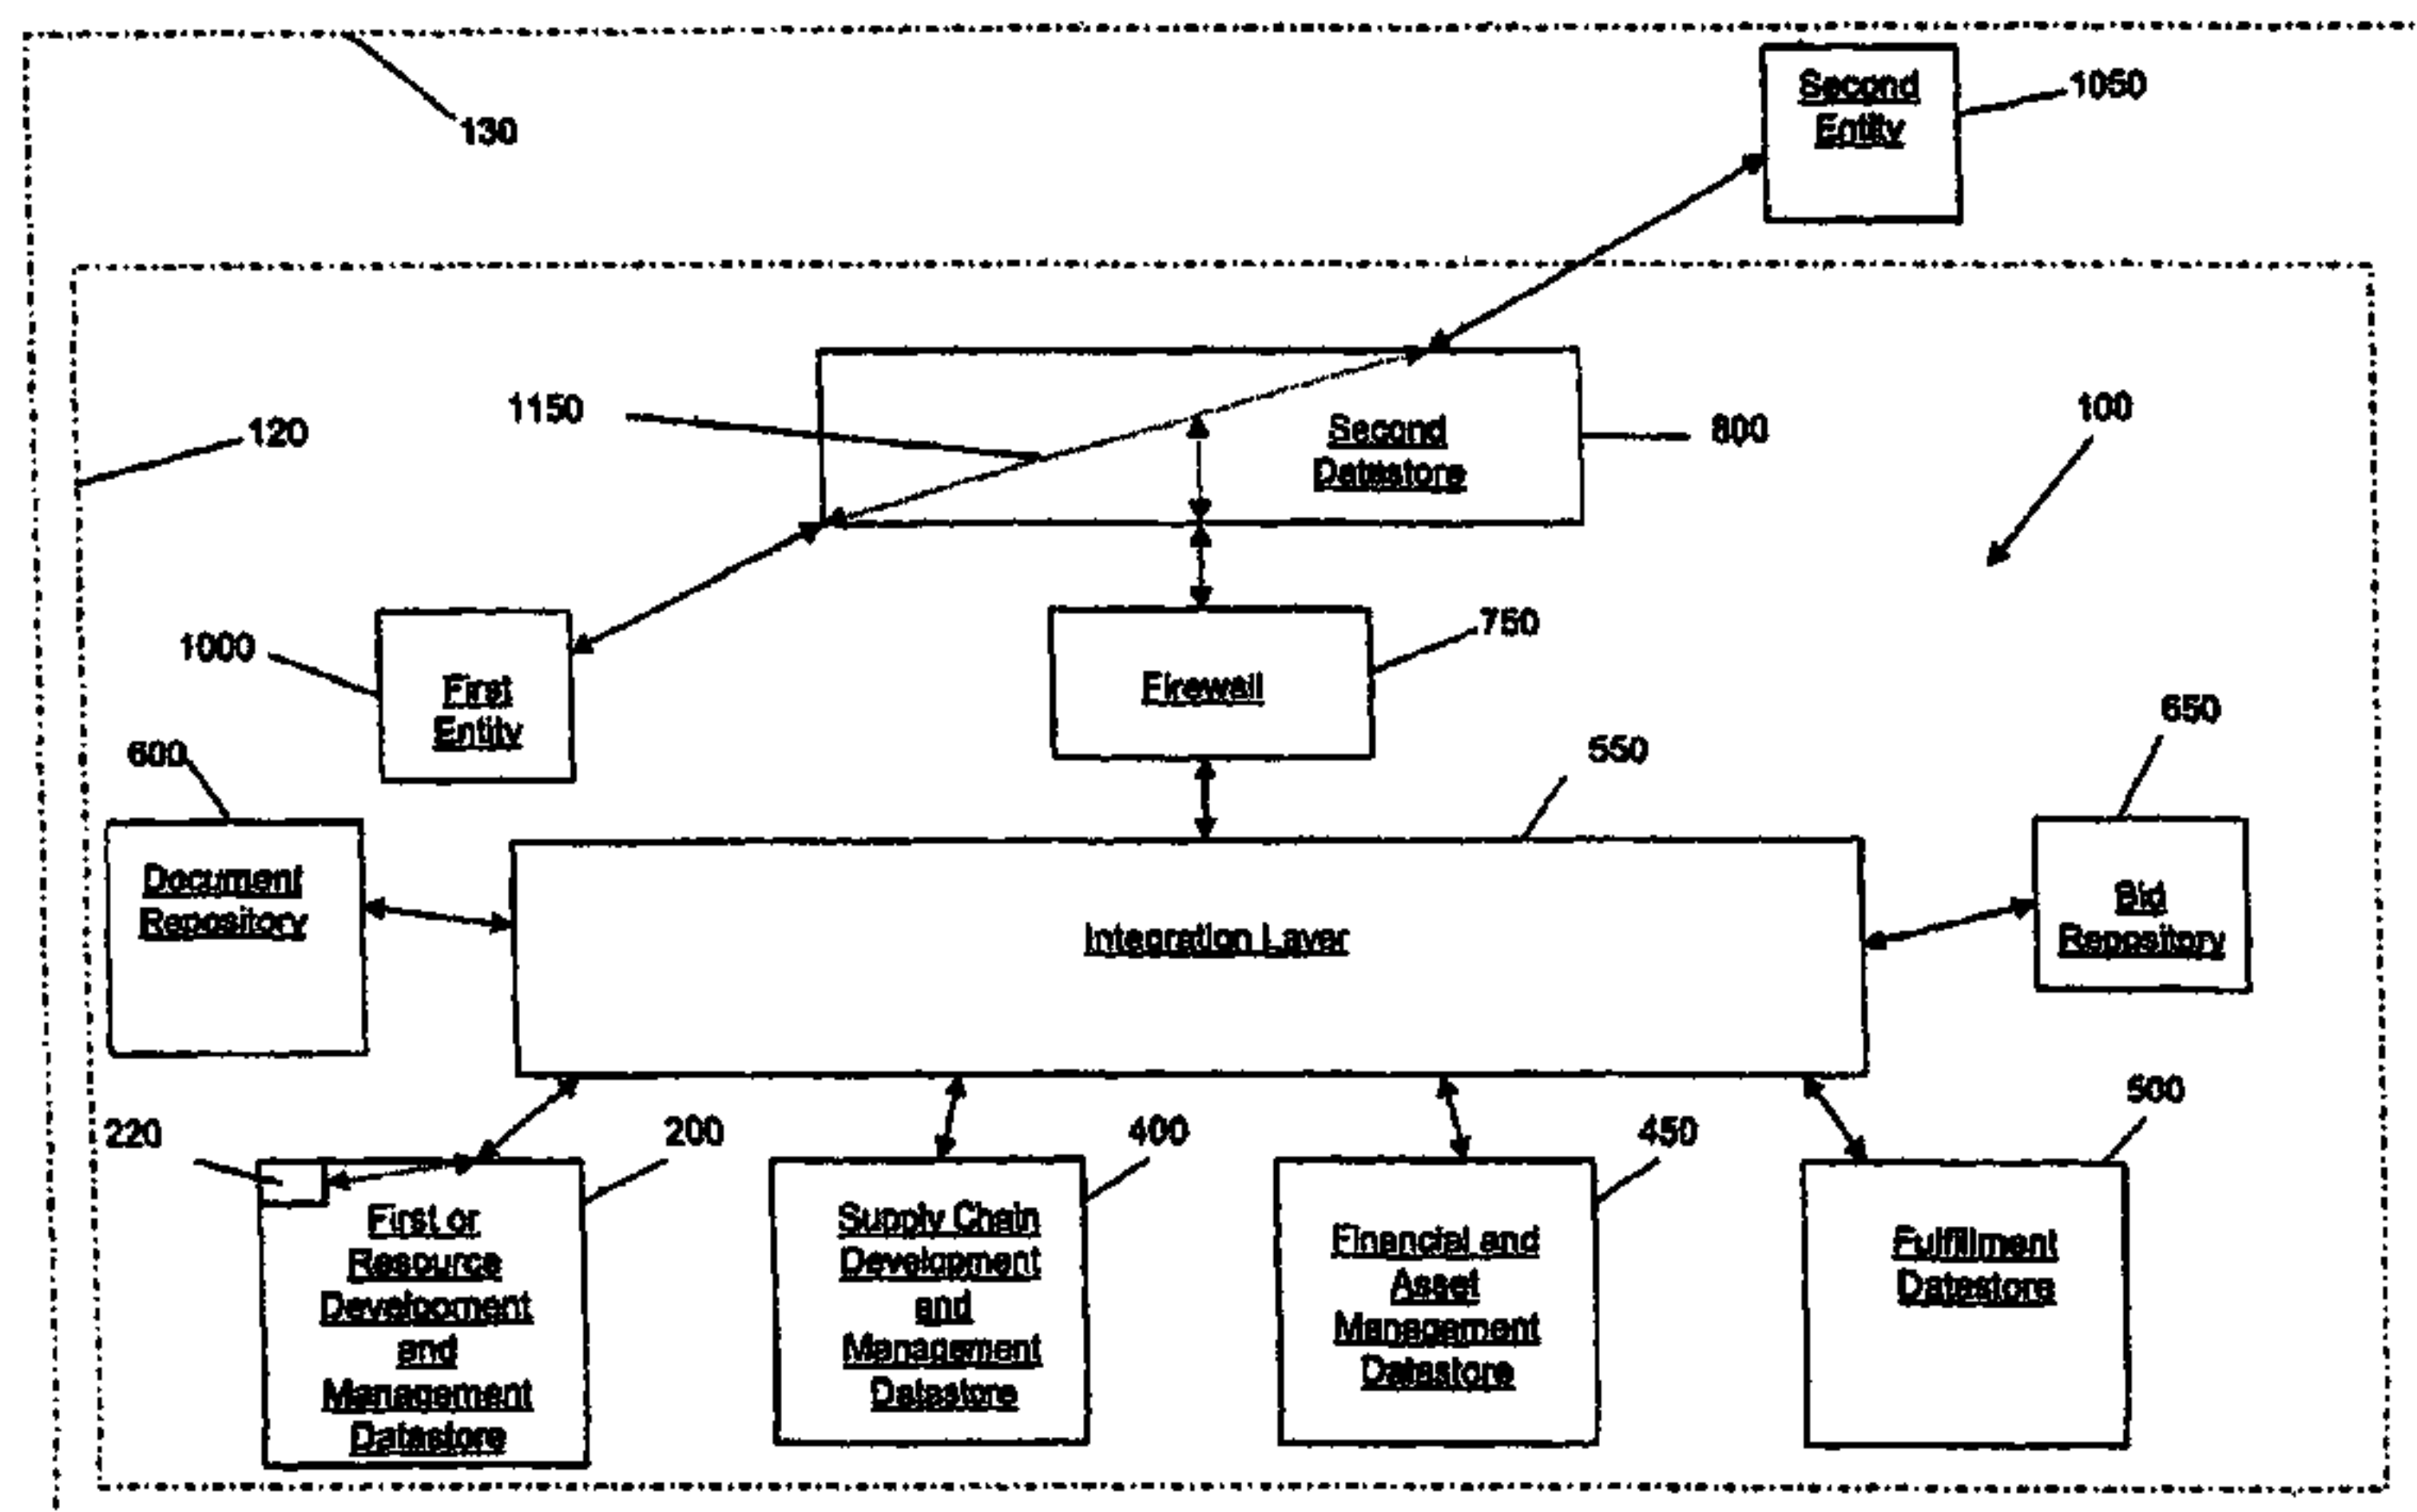 130
Second
Entity
1050
120
1150
Second
Datastore
800
100
1000
First
Entity
Firewall
750
650
600
550
Document
Repository
Integration Layer
Bid
Repository
220
200
400
450
500
First or
Resource
Development
and
Management
Datastore
Supply Chain
Development
and
Management
Datastore
Financial and
Asset
Management
Datastore
Fulfillment
Datastore